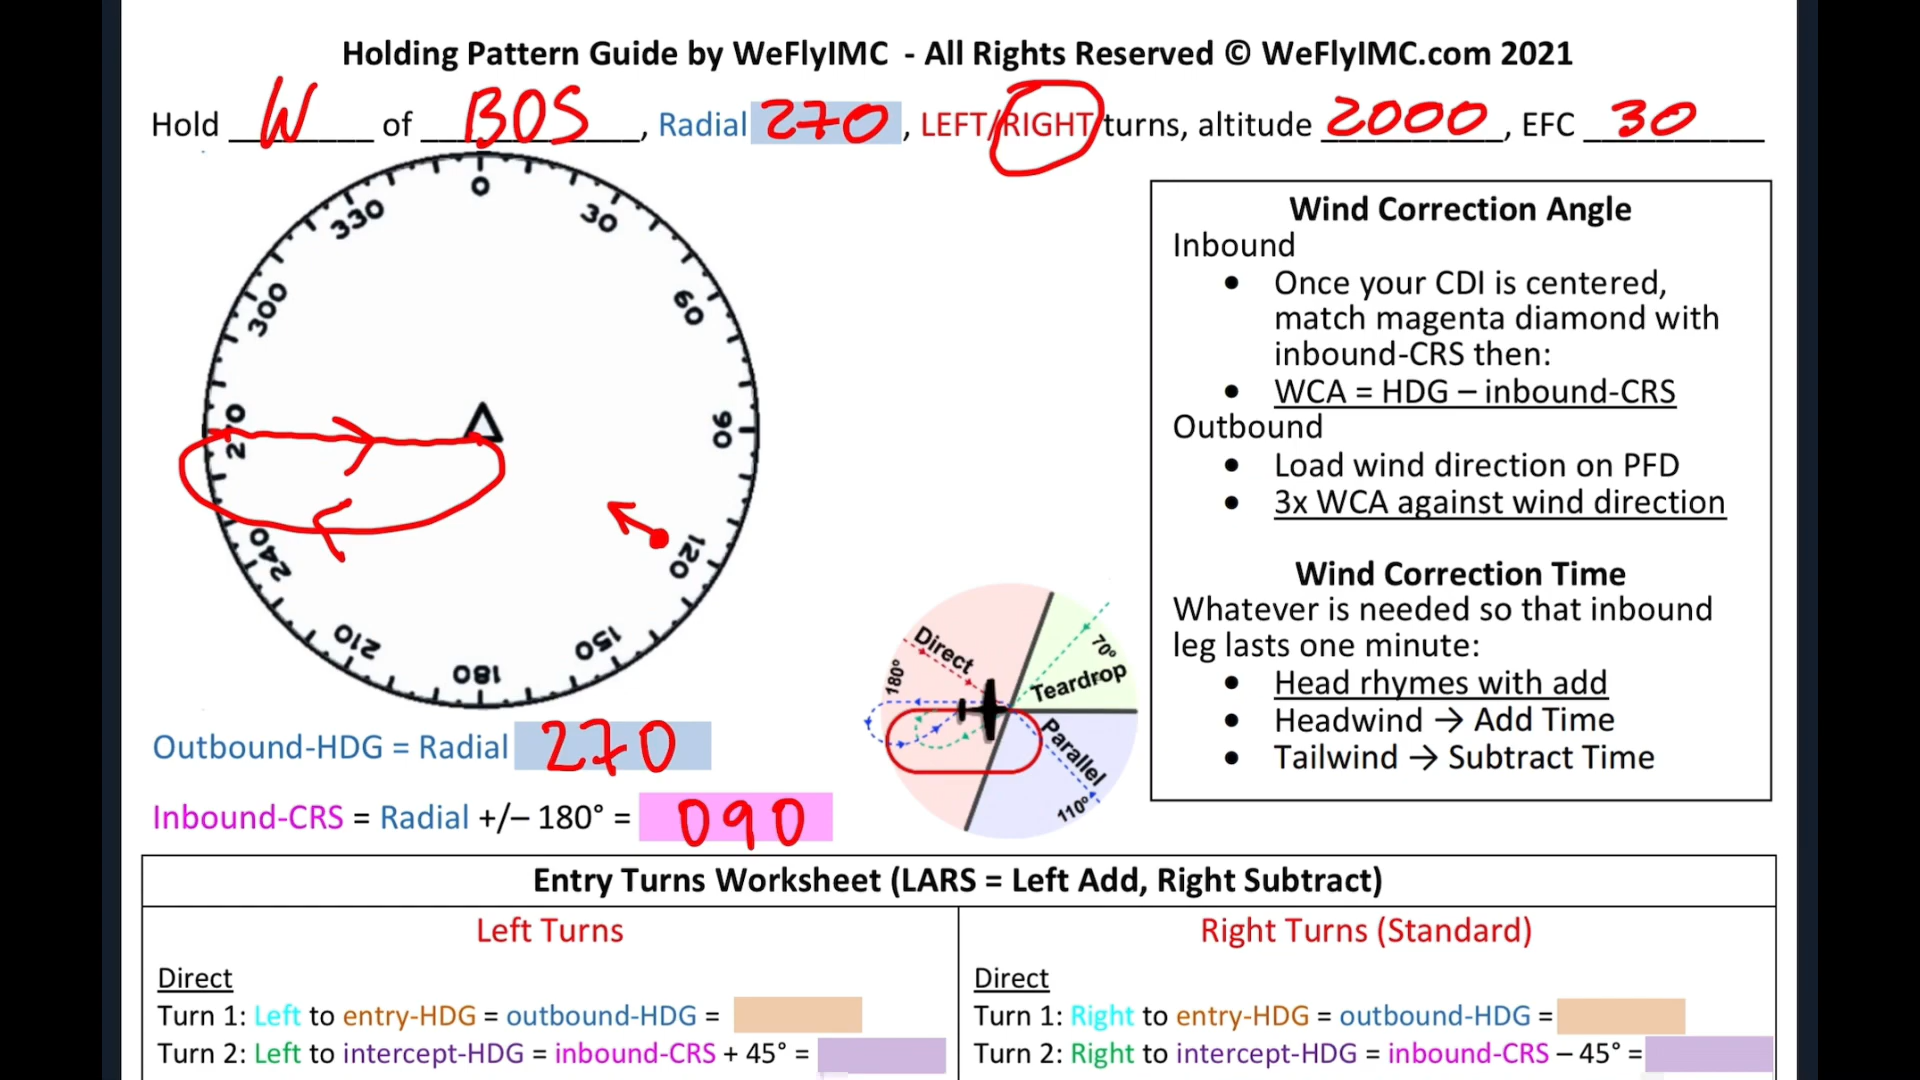 Holding Pattern Guide by WeFlyIMC - All Rights Reserved © WeFlyIMC.com 2021
Hold W of BOS, Radial 270, LEFT/RIGHT turns, altitude 2000, EFC 30
0
30
60
90
120
150
180
210
240
270
300
330
Wind Correction Angle
Inbound
• Once your CDI is centered,
match magenta diamond with
inbound-CRS then:
• WCA = HDG – inbound-CRS
Outbound
• Load wind direction on PFD
• 3x WCA against wind direction
Wind Correction Time
Whatever is needed so that inbound
leg lasts one minute:
• Head rhymes with add
• Headwind → Add Time
• Tailwind → Subtract Time
Direct
180°
70°
Teardrop
Parallel
110°
Outbound-HDG = Radial 270
Inbound-CRS = Radial +/– 180° = 090
Entry Turns Worksheet (LARS = Left Add, Right Subtract)
Left Turns
Direct
Turn 1: Left to entry-HDG = outbound-HDG =
Turn 2: Left to intercept-HDG = inbound-CRS + 45° =
Right Turns (Standard)
Direct
Turn 1: Right to entry-HDG = outbound-HDG =
Turn 2: Right to intercept-HDG = inbound-CRS – 45° =